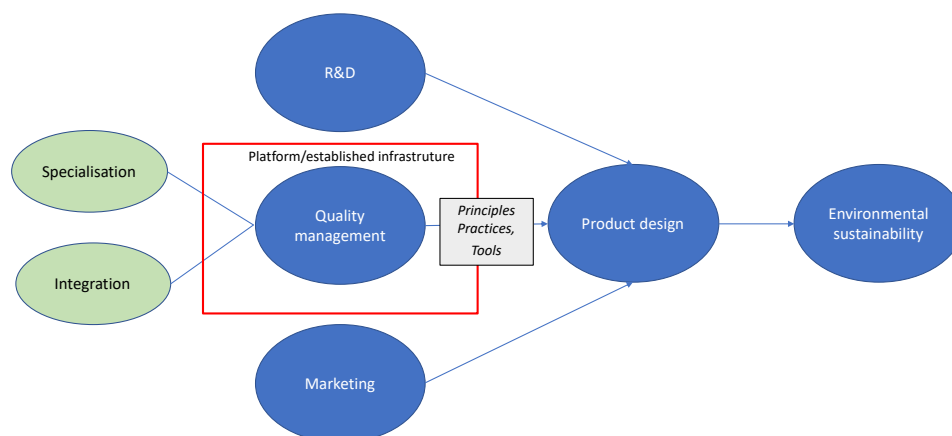 R&D
Platform/established infrastruture
Specialisation
Quality
management
Principles
Practices,
Tools
Product design
Environmental
sustainability
Integration
Marketing